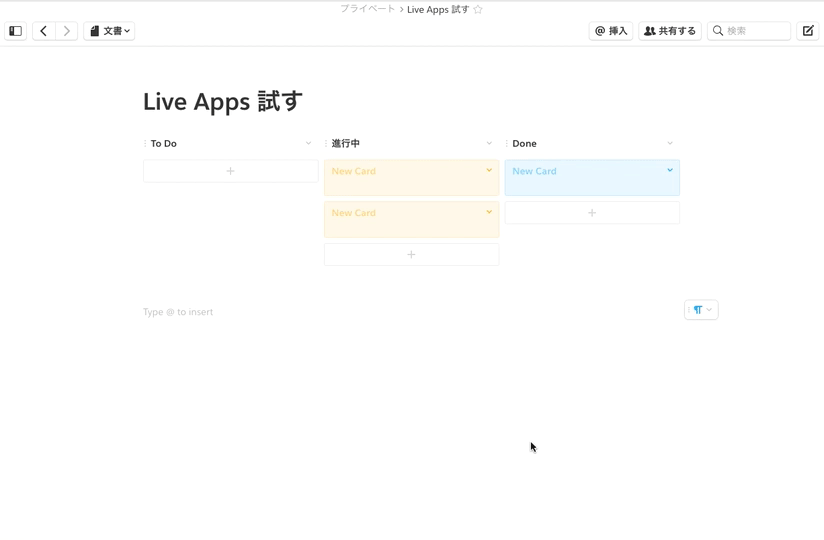 プライベート › Live Apps 試す
文書
@ 挿入
共有する
検索
Live Apps 試す
To Do
進行中
Done
New Card
New Card
New Card
Type @ to insert